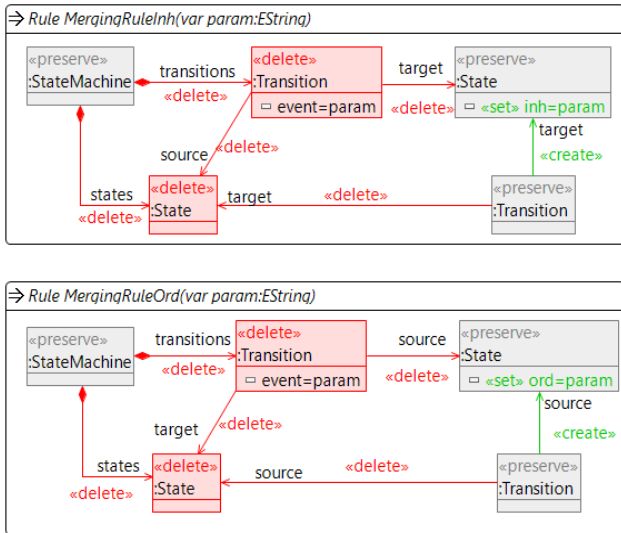 Rule MergingRuleInh(var param:EString)
«preserve»
:StateMachine
transitions
«delete»
«delete»
:Transition
event=param
target
«delete»
«preserve»
:State
«set» inh=param
source
«delete»
target
«create»
states
«delete»
«delete»
:State
target
«delete»
«preserve»
:Transition
Rule MergingRuleOrd(var param:EString)
«preserve»
:StateMachine
transitions
«delete»
«delete»
:Transition
event=param
source
«delete»
«preserve»
:State
«set» ord=param
target
«delete»
source
«create»
states
«delete»
«delete»
:State
source
«delete»
«preserve»
:Transition